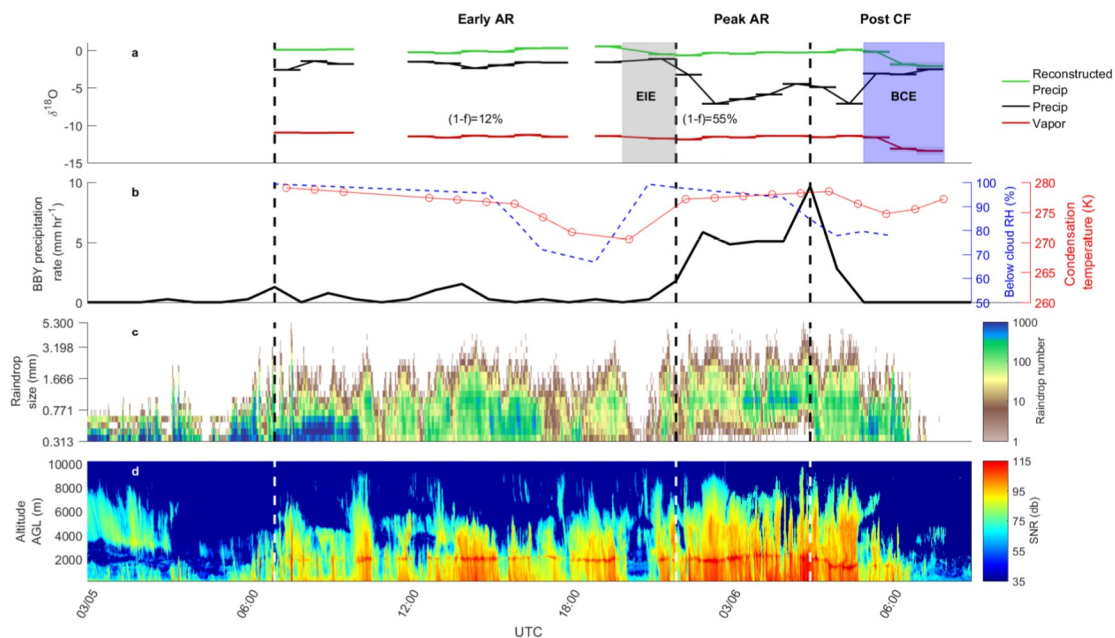 Early AR Peak AR Post CF
a
0
-5
-10
-15
δ¹⁸O
EIE
BCE
(1-f)=12%
(1-f)=55%
Reconstructed
Precip
Precip
Vapor
b
10
5
0
BBY precipitation
rate (mm hr⁻¹)
100
90
80
70
60
50
Below cloud RH (%)
280
275
270
265
260
Condensation
temperature (K)
c
5.300
3.198
1.666
0.771
0.313
Raindrop
size (mm)
1000
100
10
1
Raindrop number
d
10000
8000
6000
4000
2000
Altitude
AGL (m)
115
95
75
55
35
SNR (db)
03/05 06:00 12:00 18:00 03/06 06:00
UTC